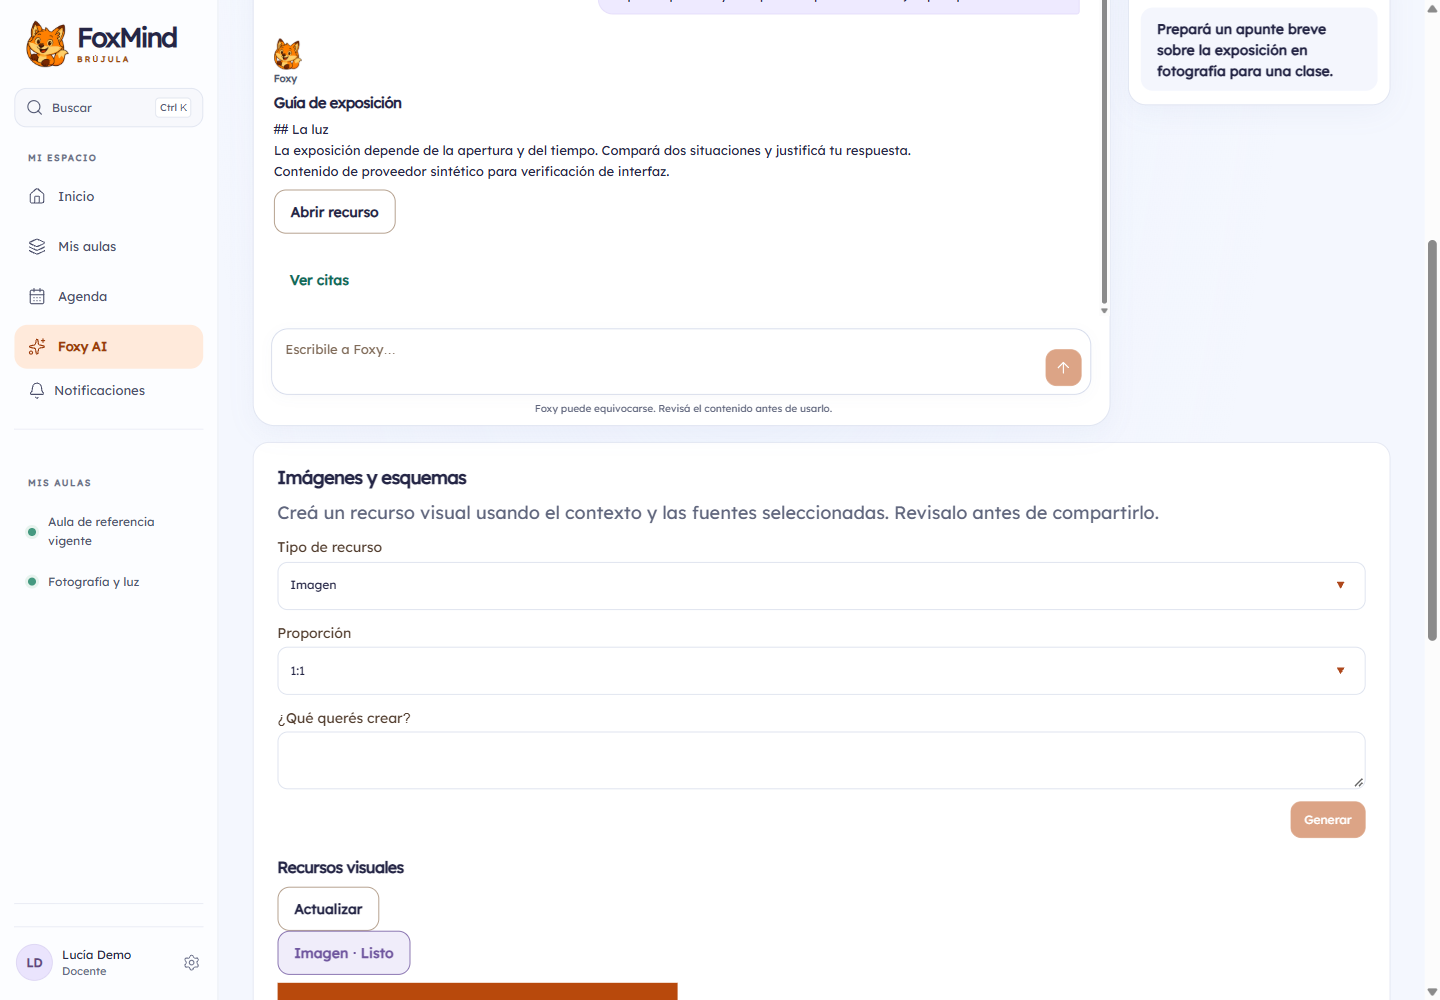 FoxMind
BRÚJULA
Buscar
Ctrl K
MI ESPACIO
Inicio
Mis aulas
Agenda
Foxy AI
Notificaciones
MIS AULAS
Aula de referencia
vigente
Fotografía y luz
LD
Lucía Demo
Docente
Foxy
Guía de exposición
## La luz
La exposición depende de la apertura y del tiempo. Compará dos situaciones y justificá tu respuesta.
Contenido de proveedor sintético para verificación de interfaz.
Abrir recurso
Ver citas
Escribile a Foxy...
Foxy puede equivocarse. Revisá el contenido antes de usarlo.
Prepará un apunte breve
sobre la exposición en
fotografía para una clase.
Imágenes y esquemas
Creá un recurso visual usando el contexto y las fuentes seleccionadas. Revisalo antes de compartirlo.
Tipo de recurso
Imagen
Proporción
1:1
¿Qué querés crear?
Generar
Recursos visuales
Actualizar
Imagen · Listo